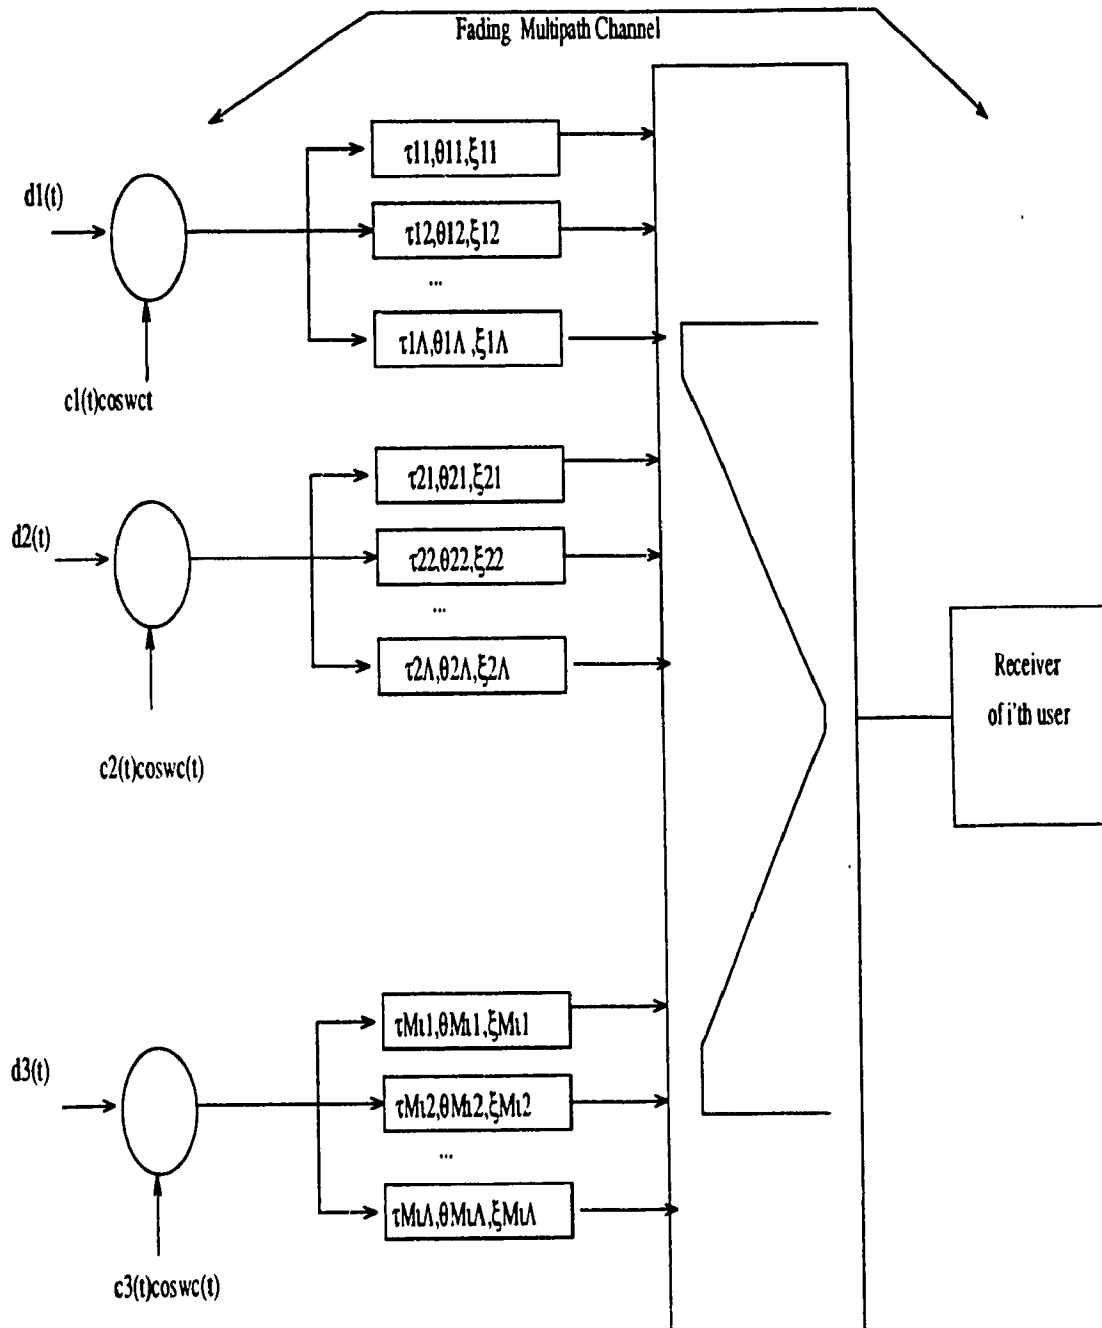 Fading Multipath Channel
d1(t)
τ11,θ11,ξ11
τ12,θ12,ξ12
...
τ1Λ,θ1Λ,ξ1Λ
c1(t)coswct
d2(t)
τ21,θ21,ξ21
τ22,θ22,ξ22
...
τ2Λ,θ2Λ,ξ2Λ
c2(t)coswc(t)
Receiver
of i'th user
d3(t)
τMι1,θMι1,ξMι1
τMι2,θMι2,ξMι2
...
τMιΛ,θMιΛ,ξMιΛ
c3(t)coswc(t)